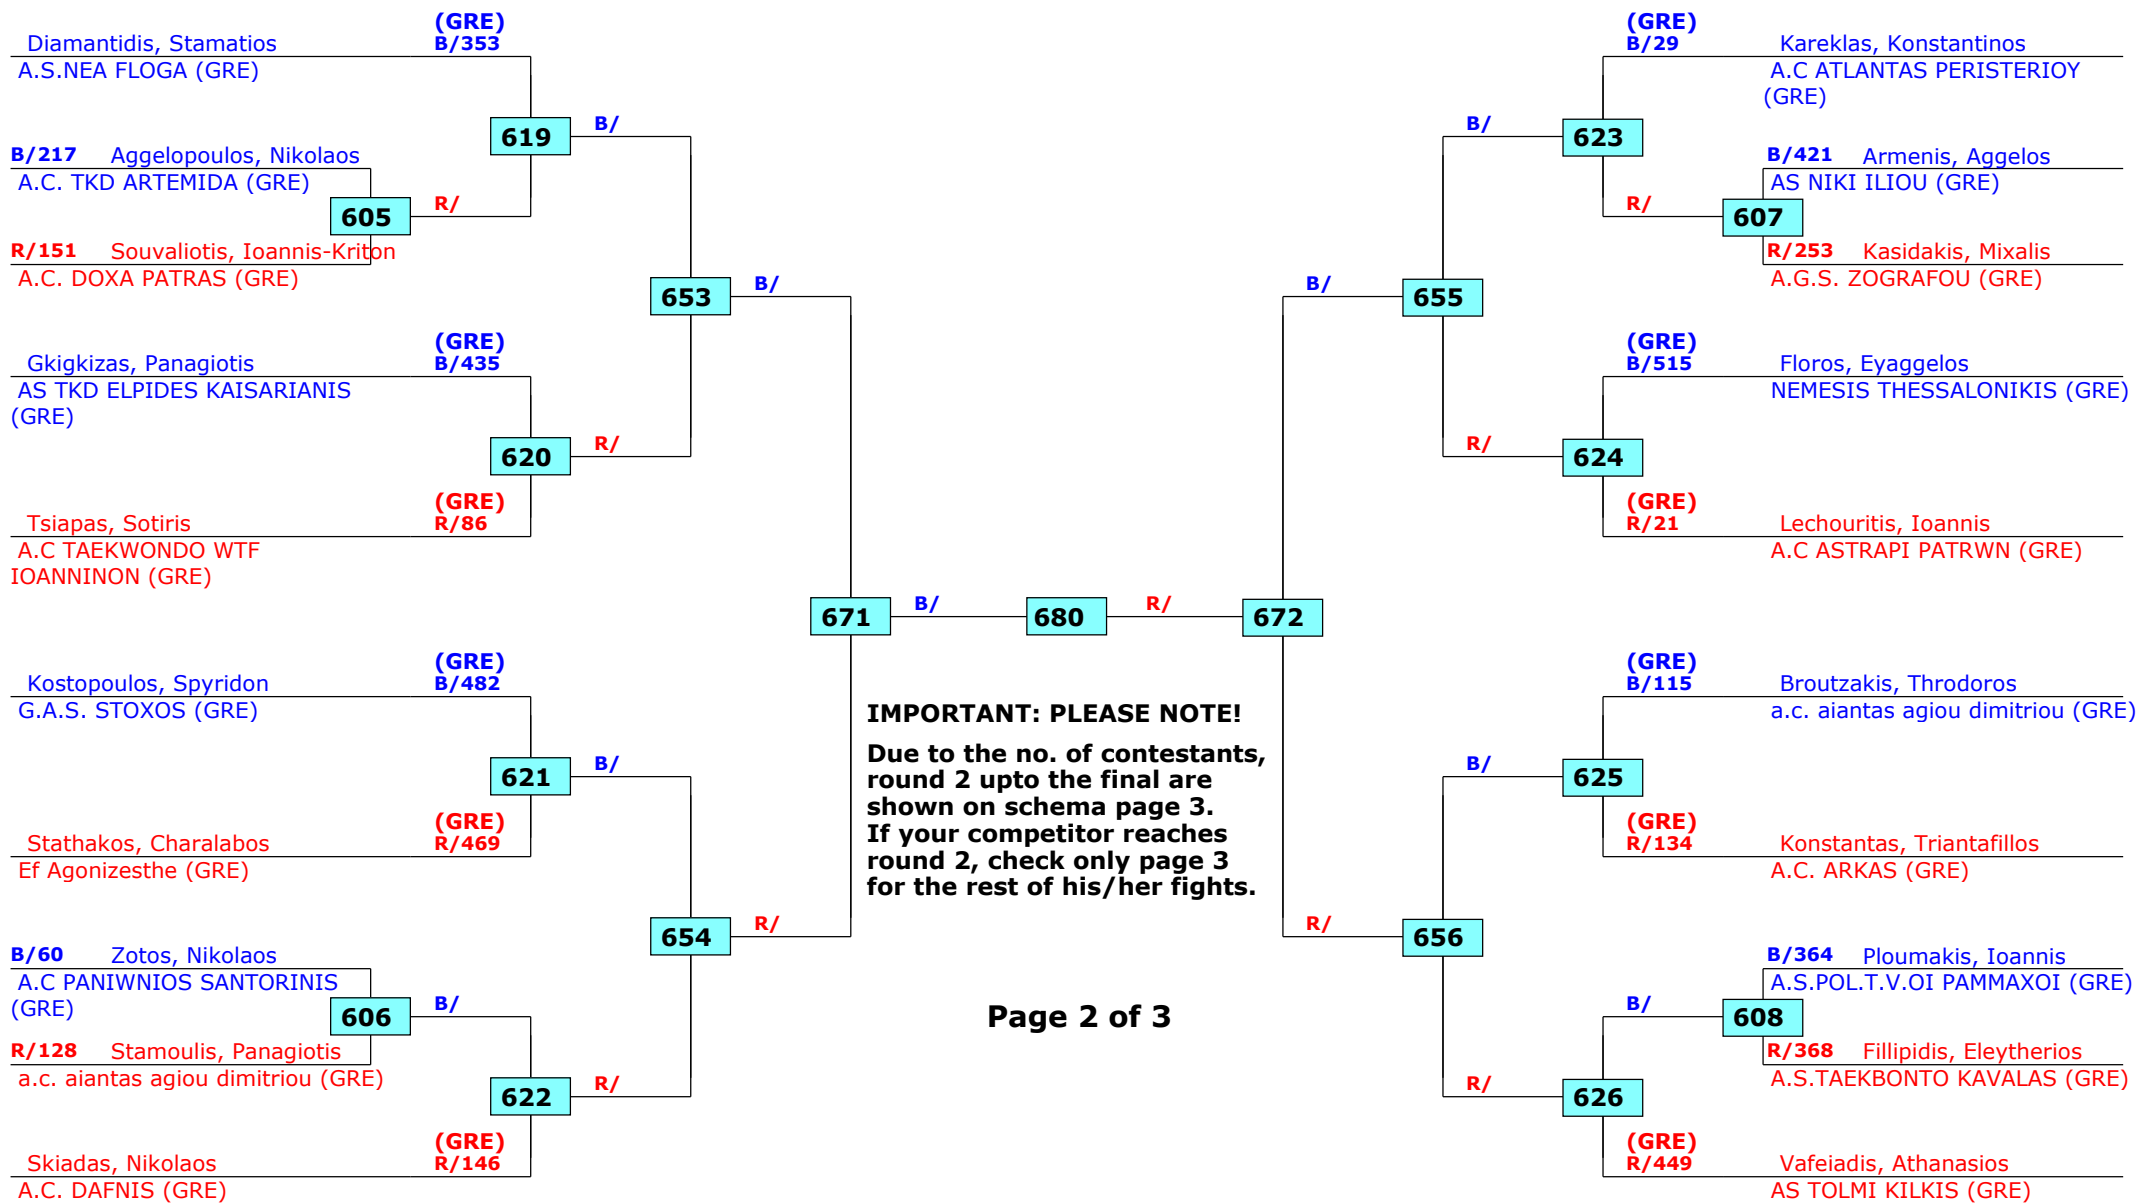 (GRE)
Diamantidis, Stamatios B/353
A.S.NEA FLOGA (GRE)
619
B/
B/217 Aggelopoulos, Nikolaos
A.C. TKD ARTEMIDA (GRE)
605
R/
R/151 Souvaliotis, Ioannis-Kriton
A.C. DOXA PATRAS (GRE)
653
B/
(GRE)
Gkigkizas, Panagiotis B/435
AS TKD ELPIDES KAISARIANIS
(GRE)
620
R/
(GRE)
Tsiapas, Sotiris R/86
A.C TAEKWONDO WTF
IOANNINON (GRE)
671
B/
680
R/
672
(GRE)
Kostopoulos, Spyridon B/482
G.A.S. STOXOS (GRE)
621
B/
(GRE)
Stathakos, Charalabos R/469
Ef Agonizesthe (GRE)
654
R/
B/60 Zotos, Nikolaos
A.C PANIWNIOS SANTORINIS
(GRE)
606
B/
R/128 Stamoulis, Panagiotis
a.c. aiantas agiou dimitriou (GRE)
622
R/
(GRE)
Skiadas, Nikolaos R/146
A.C. DAFNIS (GRE)
IMPORTANT: PLEASE NOTE!
Due to the no. of contestants,
round 2 upto the final are
shown on schema page 3.
If your competitor reaches
round 2, check only page 3
for the rest of his/her fights.
Page 2 of 3
(GRE)
B/29 Kareklas, Konstantinos
A.C ATLANTAS PERISTERIOY
(GRE)
B/
623
B/421 Armenis, Aggelos
AS NIKI ILIOU (GRE)
R/
607
R/253 Kasidakis, Mixalis
A.G.S. ZOGRAFOU (GRE)
B/
655
(GRE)
B/515 Floros, Eyaggelos
NEMESIS THESSALONIKIS (GRE)
R/
624
(GRE)
R/21 Lechouritis, Ioannis
A.C ASTRAPI PATRWN (GRE)
(GRE)
B/115 Broutzakis, Throdoros
a.c. aiantas agiou dimitriou (GRE)
B/
625
(GRE)
R/134 Konstantas, Triantafillos
A.C. ARKAS (GRE)
R/
656
B/364 Ploumakis, Ioannis
A.S.POL.T.V.OI PAMMAXOI (GRE)
B/
608
R/368 Fillipidis, Eleytherios
A.S.TAEKBONTO KAVALAS (GRE)
R/
626
(GRE)
R/449 Vafeiadis, Athanasios
AS TOLMI KILKIS (GRE)